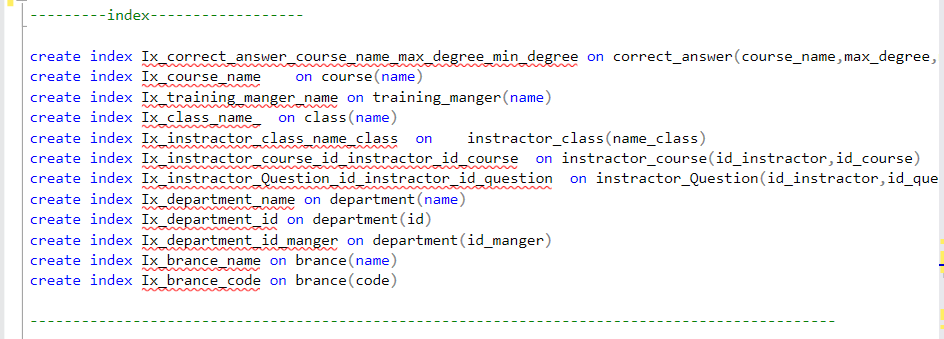 ---------index------------------
create index Ix_correct_answer_course_name_max_degree_min_degree on correct_answer(course_name,max_degree,
create index Ix_course_name    on course(name)
create index Ix_training_manger_name on training_manger(name)
create index Ix_class_name_  on class(name)
create index Ix_instractor_class_name_class  on    instractor_class(name_class)
create index Ix_instractor_course_id_instractor_id_course  on instractor_course(id_instractor,id_course)
create index Ix_instractor_Question_id_instractor_id_question  on instractor_Question(id_instractor,id_que
create index Ix_department_name on department(name)
create index Ix_department_id on department(id)
create index Ix_department_id_manger on department(id_manger)
create index Ix_brance_name on brance(name)
create index Ix_brance_code on brance(code)
----------------------------------------------------------------------------------------------